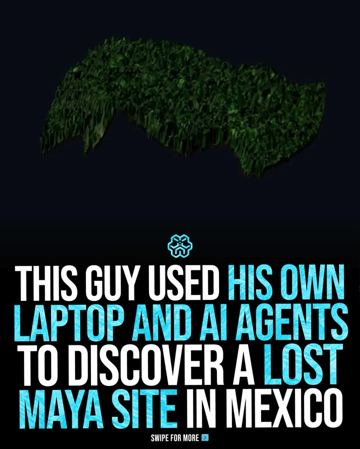 THIS GUY USED HIS OWN
LAPTOP AND AI AGENTS
TO DISCOVER A LOST
MAYA SITE IN MEXICO
SWIPE FOR MORE